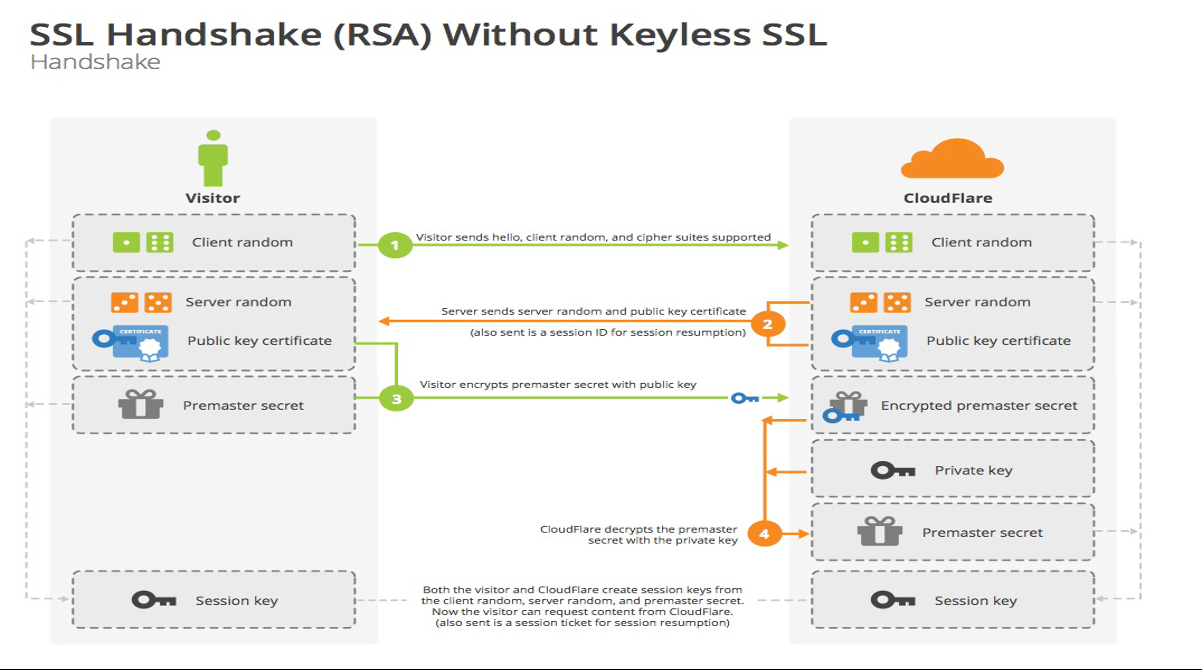 SSL Handshake (RSA) Without Keyless SSL
Handshake
Visitor
CloudFlare
Client random
1
Visitor sends hello, client random, and cipher suites supported
Client random
Server random
CERTIFICATE
Public key certificate
Server sends server random and public key certificate
(also sent is a session ID for session resumption)
2
Server random
CERTIFICATE
Public key certificate
Premaster secret
3
Visitor encrypts premaster secret with public key
Encrypted premaster secret
Private key
CloudFlare decrypts the premaster
secret with the private key
4
Premaster secret
Session key
Both the visitor and CloudFlare create session keys from
the client random, server random, and premaster secret.
Now the visitor can request content from CloudFlare.
(also sent is a session ticket for session resumption)
Session key